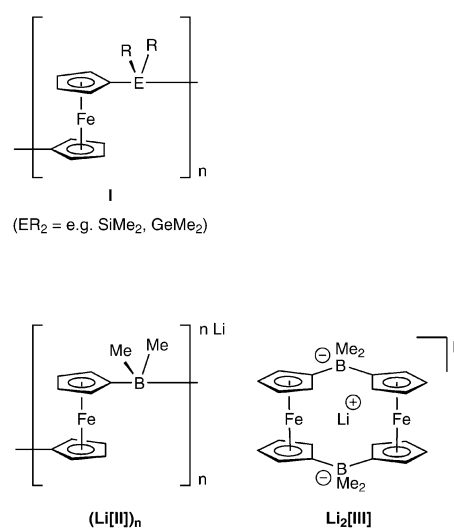 R R
E
Fe
n
I
(ER2 = e.g. SiMe2, GeMe2)
n Li
Me Me
B
Fe
n
(Li[II])n
⊖ Me2
B
⊕
Fe Li Fe
B
⊖ Me2
Li2[III]